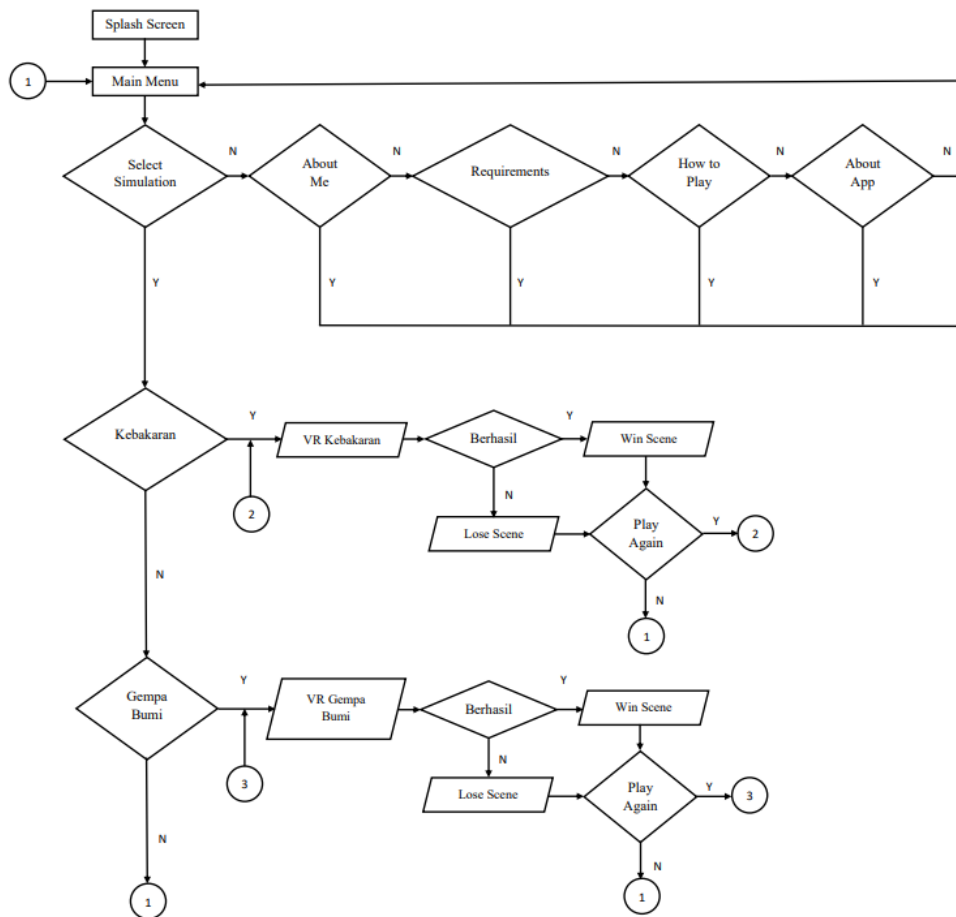 Splash Screen
1
Main Menu
Select
Simulation
N
About
Me
N
Requirements
N
How to
Play
N
About
App
N
Y
Y
Y
Y
Y
Kebakaran
Y
VR Kebakaran
Berhasil
Y
Win Scene
2
N
Lose Scene
Play
Again
Y
2
N
N
1
Gempa
Bumi
Y
VR Gempa
Bumi
Berhasil
Y
Win Scene
3
N
Lose Scene
Play
Again
Y
3
N
N
1
1